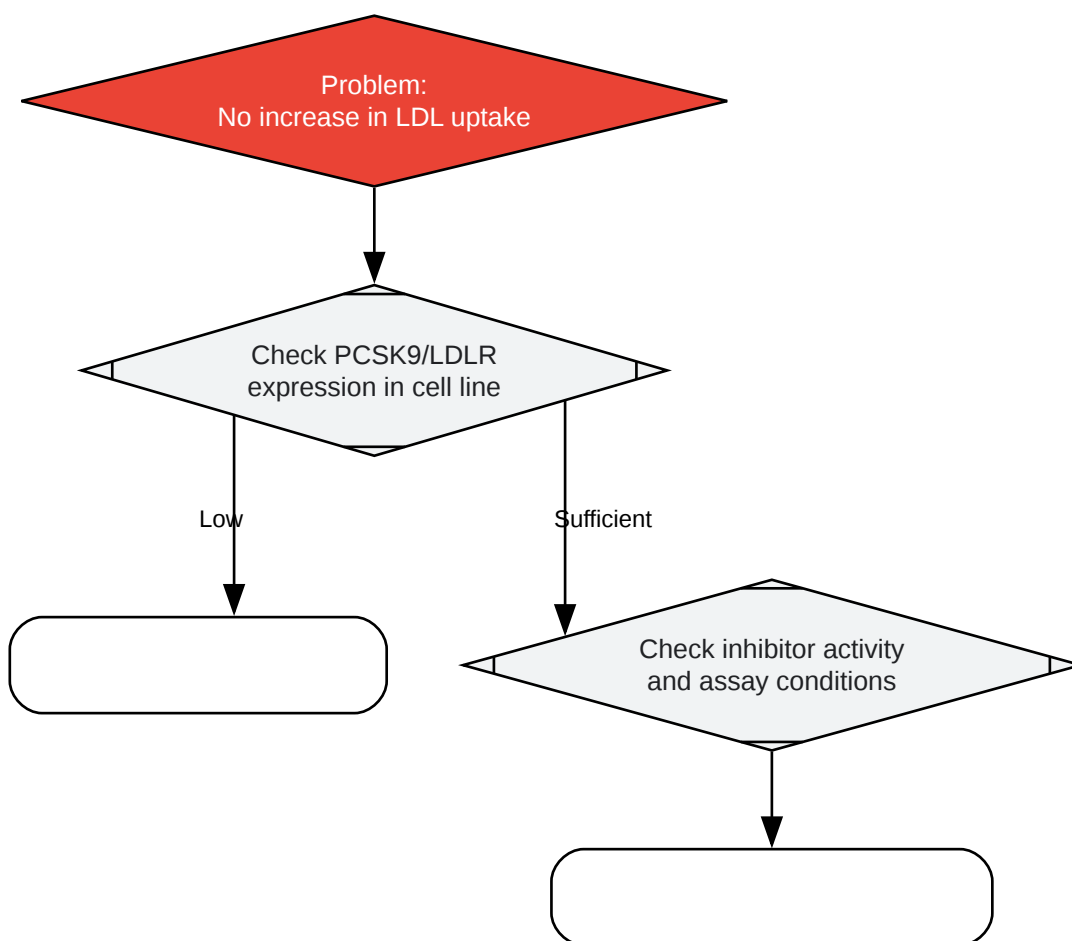 Problem:
No increase in LDL uptake
Check PCSK9/LDLR
expression in cell line
Low
Sufficient
Check inhibitor activity
and assay conditions